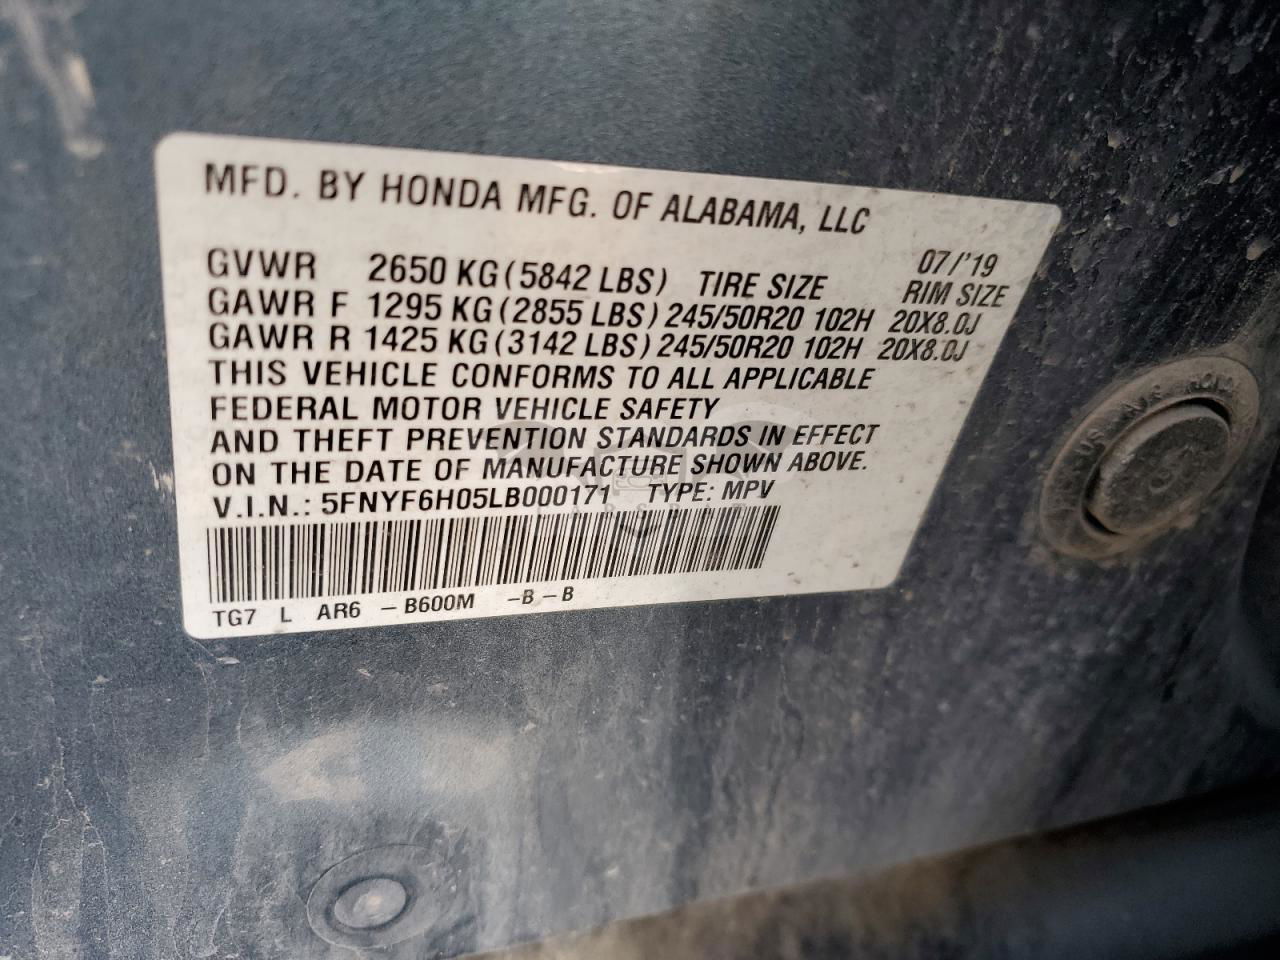 MFD. BY HONDA MFG. OF ALABAMA, LLC
07/'19
GVWR 2650 KG (5842 LBS) TIRE SIZE RIM SIZE
GAWR F 1295 KG (2855 LBS) 245/50R20 102H 20X8.0J
GAWR R 1425 KG (3142 LBS) 245/50R20 102H 20X8.0J
THIS VEHICLE CONFORMS TO ALL APPLICABLE
FEDERAL MOTOR VEHICLE SAFETY
AND THEFT PREVENTION STANDARDS IN EFFECT
ON THE DATE OF MANUFACTURE SHOWN ABOVE.
V.I.N.: 5FNYF6H05LB000171 TYPE: MPV
TG7 L AR6 – B600M –B – B